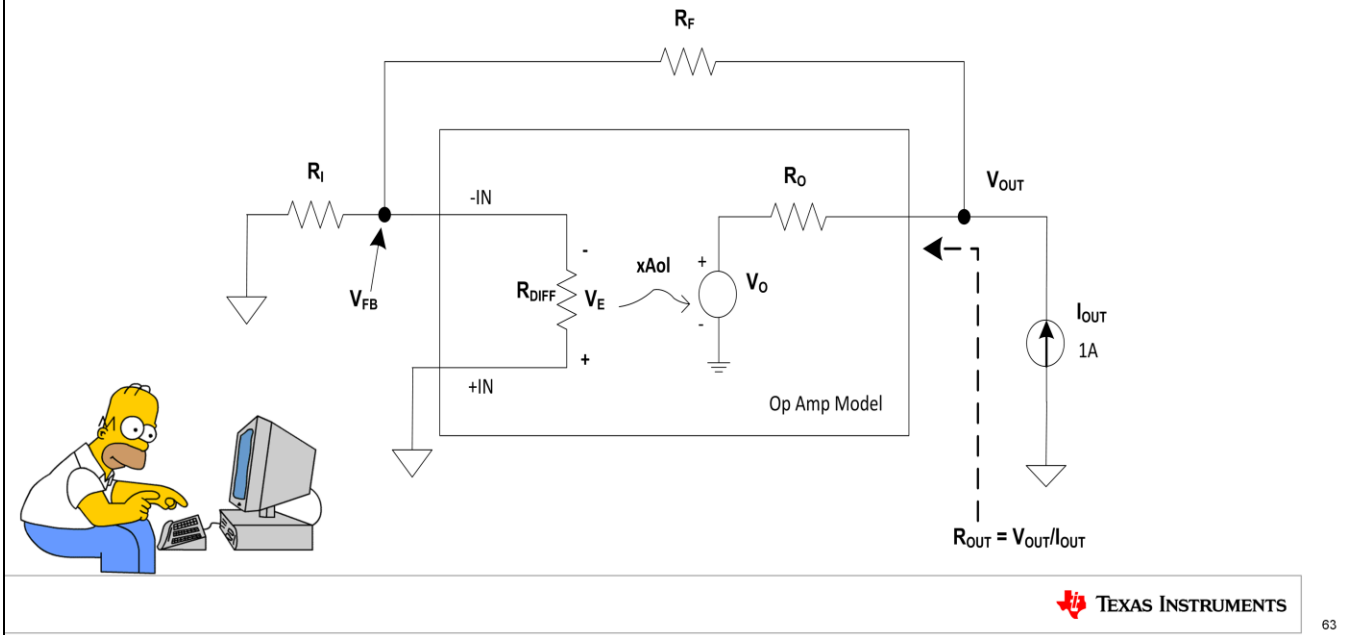 RF
RI
-IN
RO
VOUT
xAol
+
-
VFB
RDIFF
VE
VO
-
+
IOUT
1A
+IN
Op Amp Model
ROUT = VOUT/IOUT
TEXAS INSTRUMENTS
63